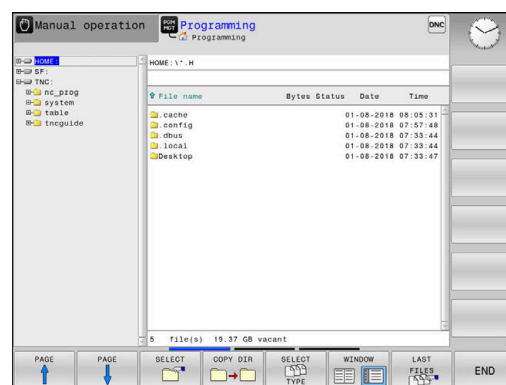 Manual operation
PGM MGT
Programming
Programming
DNC
HOME:
SF:
TNC:
nc_prog
system
table
tncguide
HOME:\*.H
File name Bytes Status Date Time
.cache 01-08-2018 08:05:31
.config 01-08-2018 07:57:48
.dbus 01-08-2018 07:33:44
.local 01-08-2018 07:33:44
Desktop 01-08-2018 07:33:47
5 file(s) 19.37 GB vacant
PAGE
PAGE
SELECT
COPY DIR
SELECT
TYPE
WINDOW
LAST
FILES
END